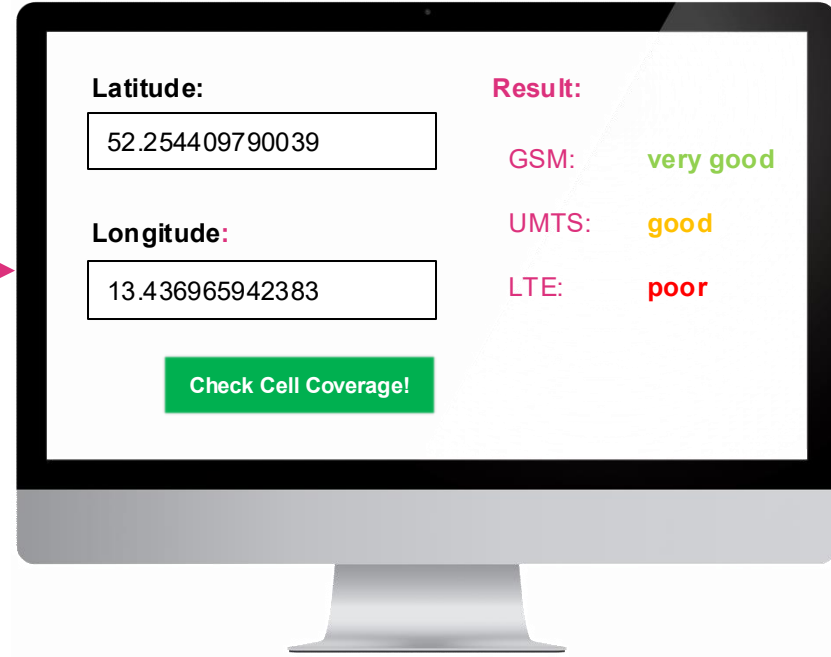 Latitude:
52.254409790039
Longitude:
13.436965942383
Check Cell Coverage!
Result:
GSM: very good
UMTS: good
LTE: poor